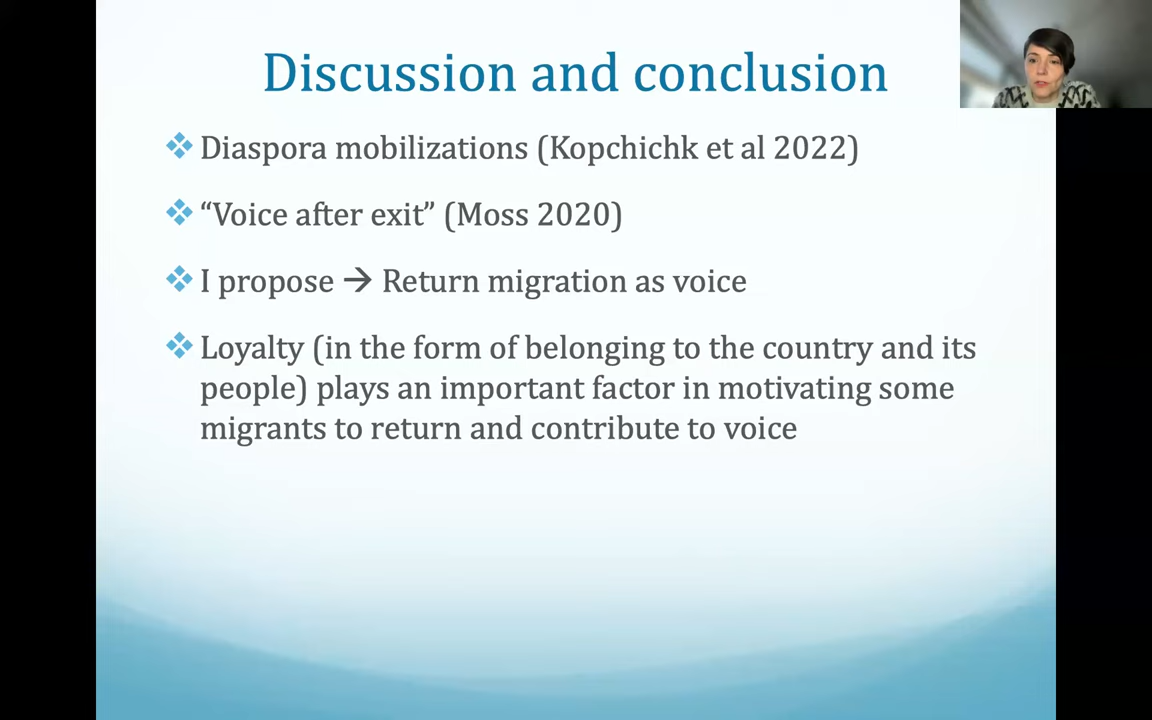 Discussion and conclusion
Diaspora mobilizations (Kopchichk et al 2022)
“Voice after exit” (Moss 2020)
I propose → Return migration as voice
Loyalty (in the form of belonging to the country and its
people) plays an important factor in motivating some
migrants to return and contribute to voice